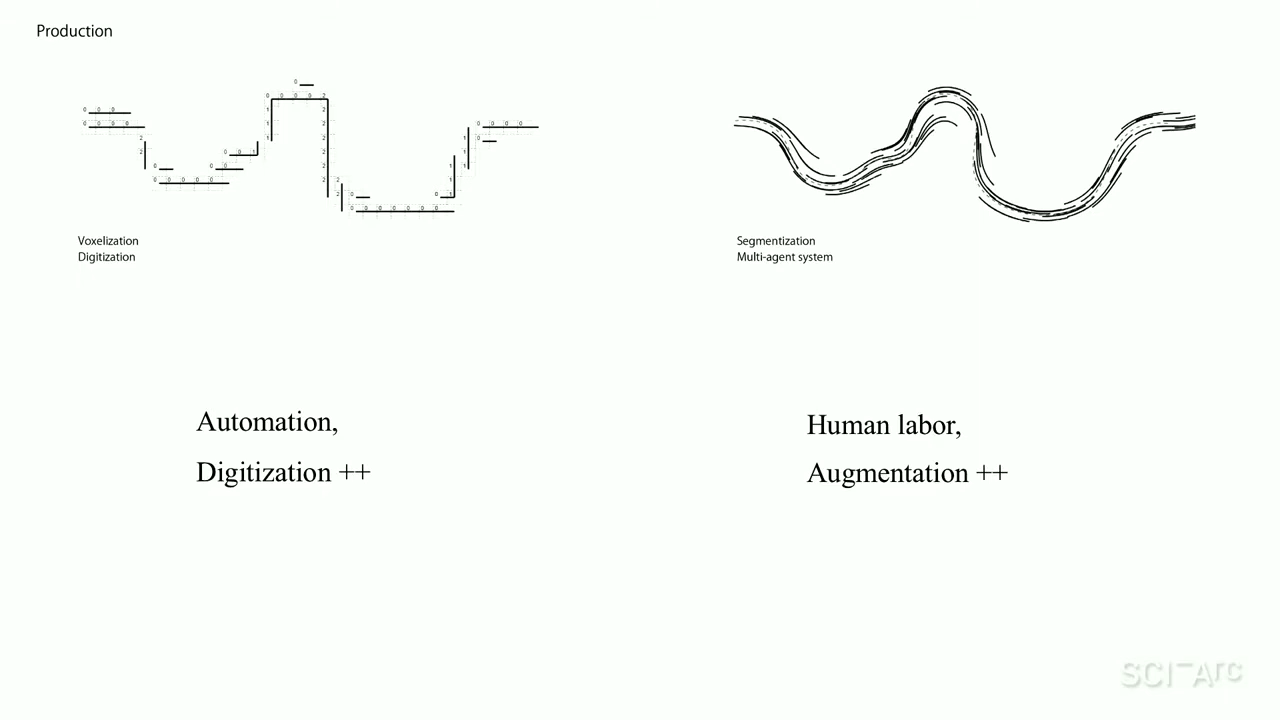 Production
Voxelization
Digitization
Segmentization
Multi-agent system
Automation,
Digitization ++
Human labor,
Augmentation ++
SCI-Arc